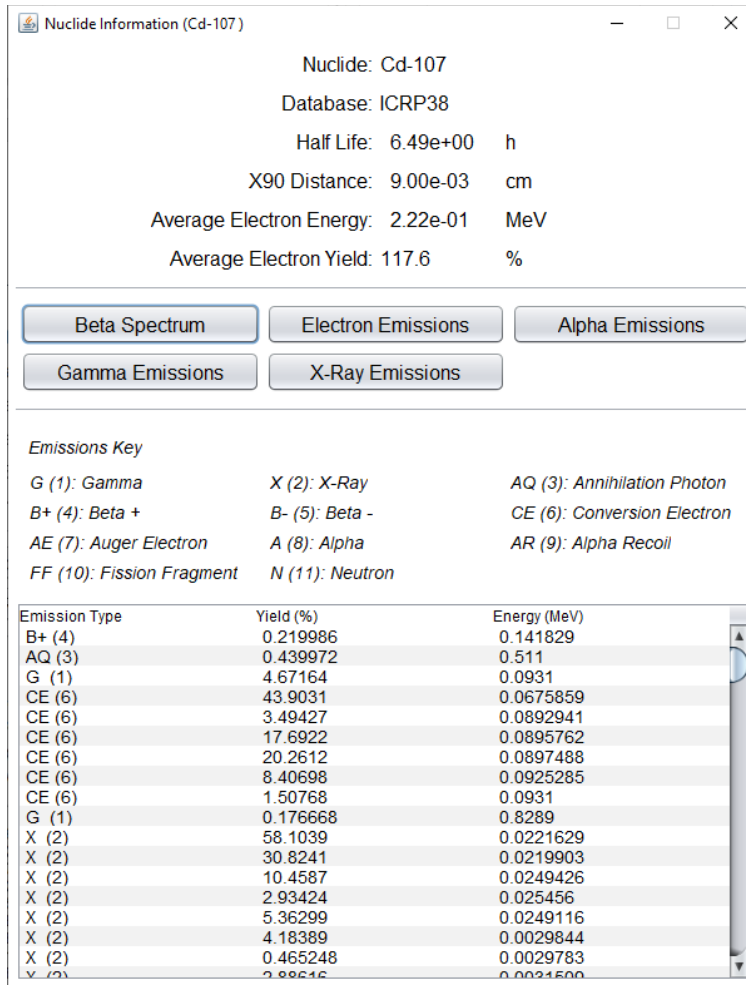 Nuclide Information (Cd-107 )
Nuclide: Cd-107
Database: ICRP38
Half Life: 6.49e+00 h
X90 Distance: 9.00e-03 cm
Average Electron Energy: 2.22e-01 MeV
Average Electron Yield: 117.6 %
Beta Spectrum Electron Emissions Alpha Emissions
Gamma Emissions X-Ray Emissions
Emissions Key
G (1): Gamma X (2): X-Ray AQ (3): Annihilation Photon
B+ (4): Beta + B- (5): Beta - CE (6): Conversion Electron
AE (7): Auger Electron A (8): Alpha AR (9): Alpha Recoil
FF (10): Fission Fragment N (11): Neutron
Emission Type Yield (%) Energy (MeV)
B+ (4) 0.219986 0.141829
AQ (3) 0.439972 0.511
G (1) 4.67164 0.0931
CE (6) 43.9031 0.0675859
CE (6) 3.49427 0.0892941
CE (6) 17.6922 0.0895762
CE (6) 20.2612 0.0897488
CE (6) 8.40698 0.0925285
CE (6) 1.50768 0.0931
G (1) 0.176668 0.8289
X (2) 58.1039 0.0221629
X (2) 30.8241 0.0219903
X (2) 10.4587 0.0249426
X (2) 2.93424 0.025456
X (2) 5.36299 0.0249116
X (2) 4.18389 0.0029844
X (2) 0.465248 0.0029783
X (2) 2.88616 0.0031509